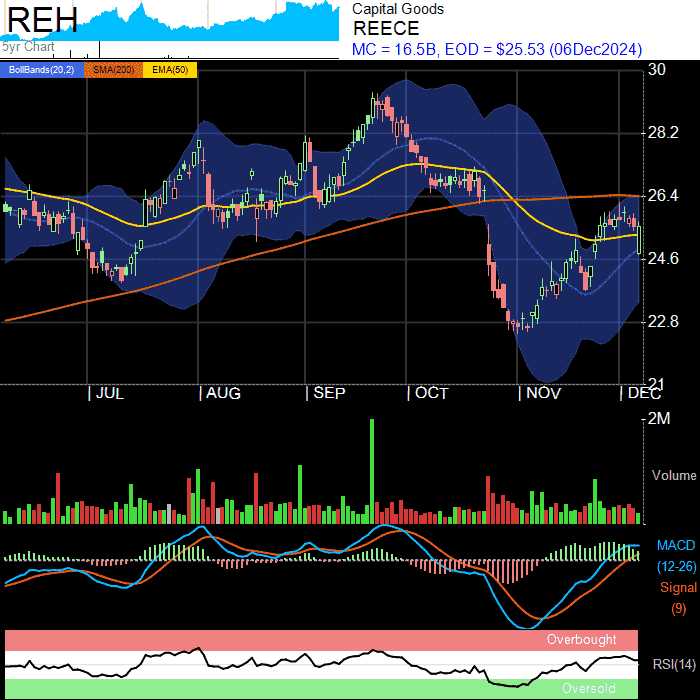 REH
5yr Chart
Capital Goods
REECE
MC = 16.5B, EOD = $25.53 (06Dec2024)
BollBands(20,2) SMA(200) EMA(50)
30
28.2
26.4
24.6
22.8
21
| JUL | AUG | SEP | OCT | NOV | DEC
2M
Volume
MACD
(12-26)
Signal
(9)
Overbought
RSI(14)
Oversold